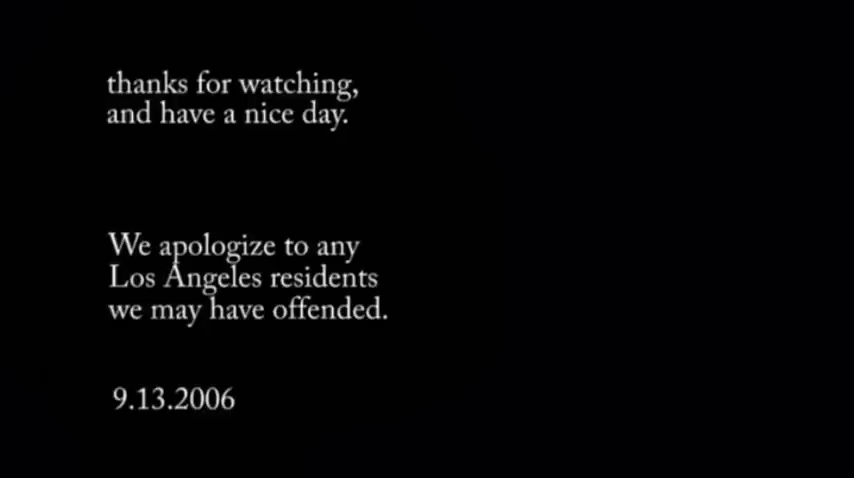 thanks for watching,
and have a nice day.
We apologize to any
Los Angeles residents
we may have offended.
9.13.2006